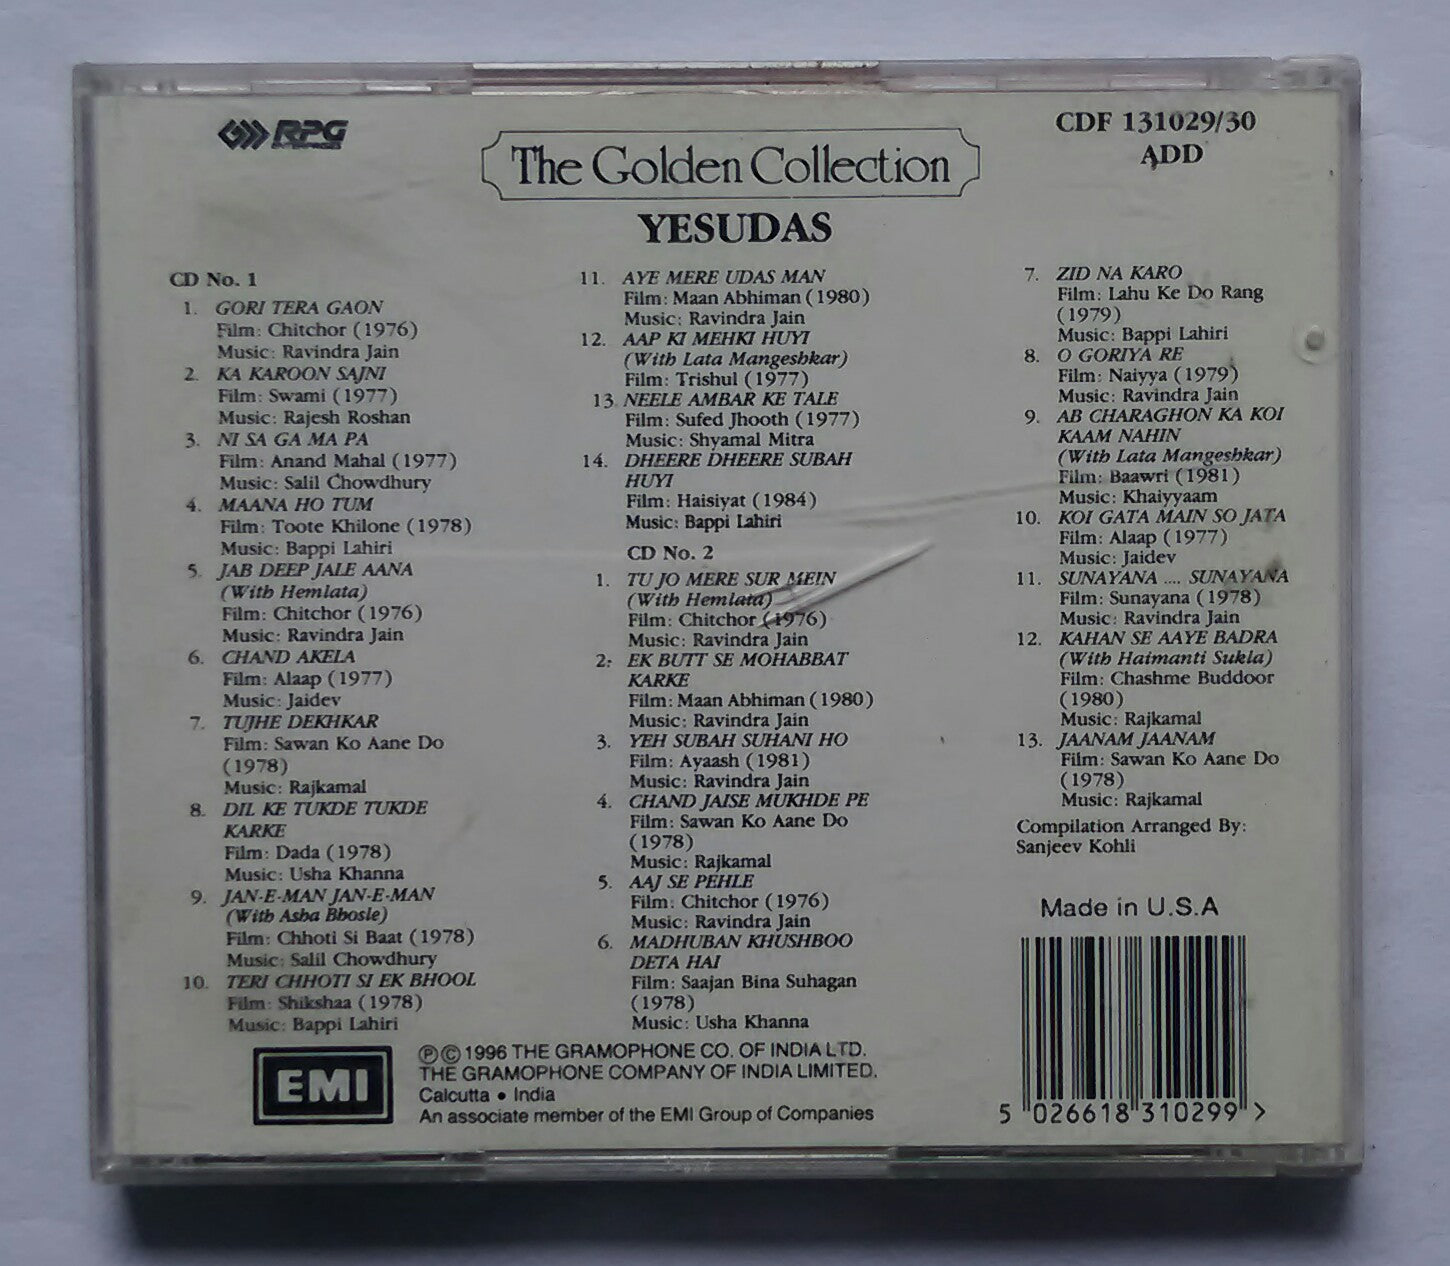 RPG
The Golden Collection
YESUDAS
CDF 131029/30
ADD
CD No. 1
1. GORI TERA GAON
Film: Chitchor (1976)
Music: Ravindra Jain
2. KA KAROON SAJNI
Film: Swami (1977)
Music: Rajesh Roshan
3. NI SA GA MA PA
Film: Anand Mahal (1977)
Music: Salil Chowdhury
4. MAANA HO TUM
Film: Toote Khilone (1978)
Music: Bappi Lahiri
5. JAB DEEP JALE AANA
(With Hemlata)
Film: Chitchor (1976)
Music: Ravindra Jain
6. CHAND AKELA
Film: Alaap (1977)
Music: Jaidev
7. TUJHE DEKHKAR
Film: Sawan Ko Aane Do
(1978)
Music: Rajkamal
8. DIL KE TUKDE TUKDE
KARKE
Film: Dada (1978)
Music: Usha Khanna
9. JAN-E-MAN JAN-E-MAN
(With Asha Bhosle)
Film: Chhoti Si Baat (1978)
Music: Salil Chowdhury
10. TERI CHHOTI SI EK BHOOL
Film: Shikshaa (1978)
Music: Bappi Lahiri
11. AYE MERE UDAS MAN
Film: Maan Abhiman (1980)
Music: Ravindra Jain
12. AAP KI MEHKI HUYI
(With Lata Mangeshkar)
Film: Trishul (1977)
13 NEELE AMBAR KE TALE
Film: Sufed Jhooth (1977)
Music: Shyamal Mitra
14. DHEERE DHEERE SUBAH
HUYI
Film: Haisiyat (1984)
Music: Bappi Lahiri
CD No. 2
1. TU JO MERE SUR MEIN
(With Hemlata)
Film: Chitchor (1976)
Music: Ravindra Jain
2. EK BUTT SE MOHABBAT
KARKE
Film: Maan Abhiman (1980)
Music: Ravindra Jain
3. YEH SUBAH SUHANI HO
Film: Ayaash (1981)
Music: Ravindra Jain
4. CHAND JAISE MUKHDE PE
Film: Sawan Ko Aane Do
(1978)
Music: Rajkamal
5. AAJ SE PEHLE
Film: Chitchor (1976)
Music: Ravindra Jain
6. MADHUBAN KHUSHBOO
DETA HAI
Film: Saajan Bina Suhagan
(1978)
Music: Usha Khanna
7. ZID NA KARO
Film: Lahu Ke Do Rang
(1979)
Music: Bappi Lahiri
8. O GORIYA RE
Film: Naiyya (1979)
Music: Ravindra Jain
9. AB CHARAGHON KA KOI
KAAM NAHIN
(With Lata Mangeshkar)
Film: Baawri (1981)
Music: Khaiyyaam
10. KOI GATA MAIN SO JATA
Film: Alaap (1977)
Music: Jaidev
11. SUNAYANA .... SUNAYANA
Film: Sunayana (1978)
Music: Ravindra Jain
12. KAHAN SE AAYE BADRA
(With Haimanti Sukla)
Film: Chashme Buddoor
(1980)
Music: Rajkamal
13. JAANAM JAANAM
Film: Sawan Ko Aane Do
(1978)
Music: Rajkamal
Compilation Arranged By:
Sanjeev Kohli
Made in U.S.A
5 026618 310299 >
EMI
℗© 1996 THE GRAMOPHONE CO. OF INDIA LTD.
THE GRAMOPHONE COMPANY OF INDIA LIMITED.
Calcutta • India
An associate member of the EMI Group of Companies